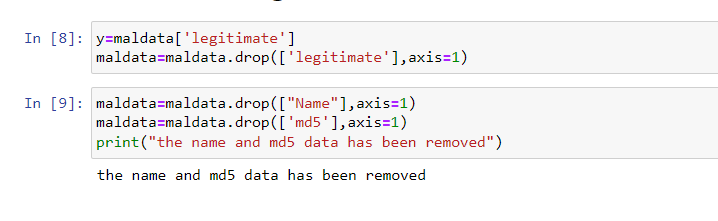 In [8]: y=maldata['legitimate']
maldata=maldata.drop(['legitimate'],axis=1)
In [9]: maldata=maldata.drop(["Name"],axis=1)
maldata=maldata.drop(['md5'],axis=1)
print("the name and md5 data has been removed")
the name and md5 data has been removed